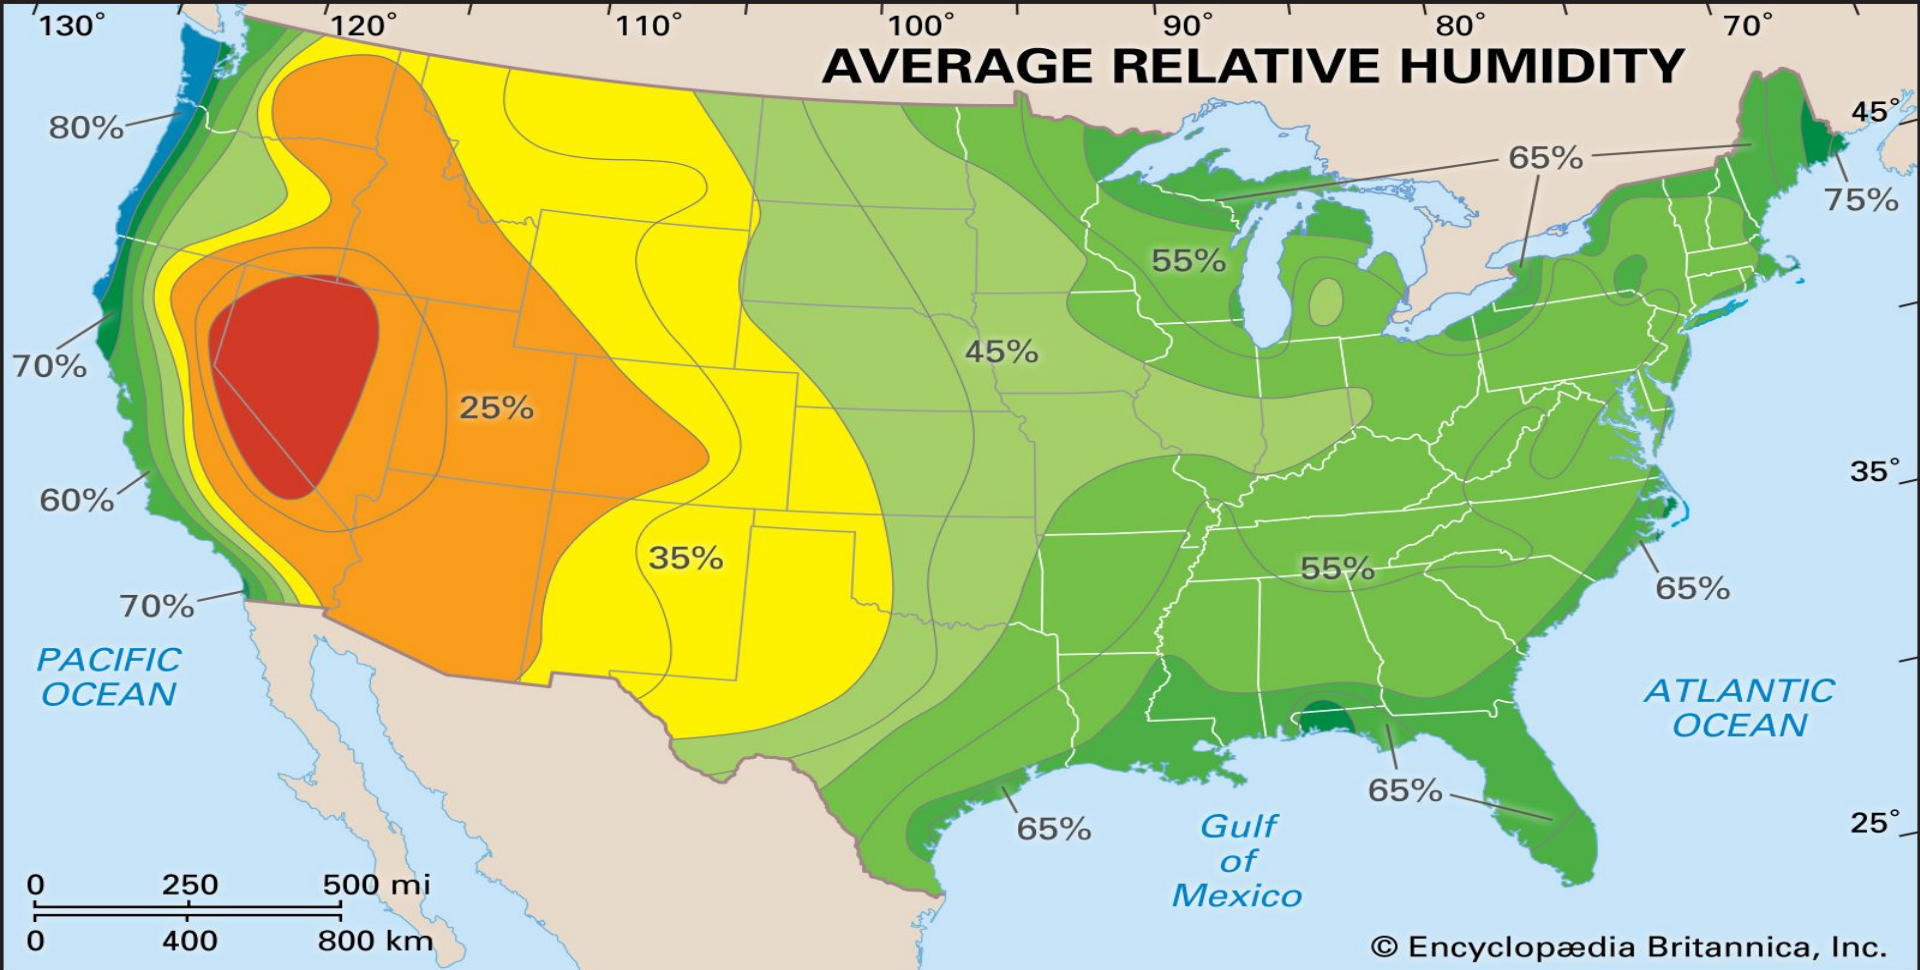 130° 120° 110° 100° 90° 80° 70°
AVERAGE RELATIVE HUMIDITY
45°
80%
65%
75%
55%
70%
45%
25%
35°
60%
35%
55%
65%
70%
PACIFIC
OCEAN
ATLANTIC
OCEAN
65%
65%
25°
Gulf
of
Mexico
0 250 500 mi
0 400 800 km
© Encyclopædia Britannica, Inc.